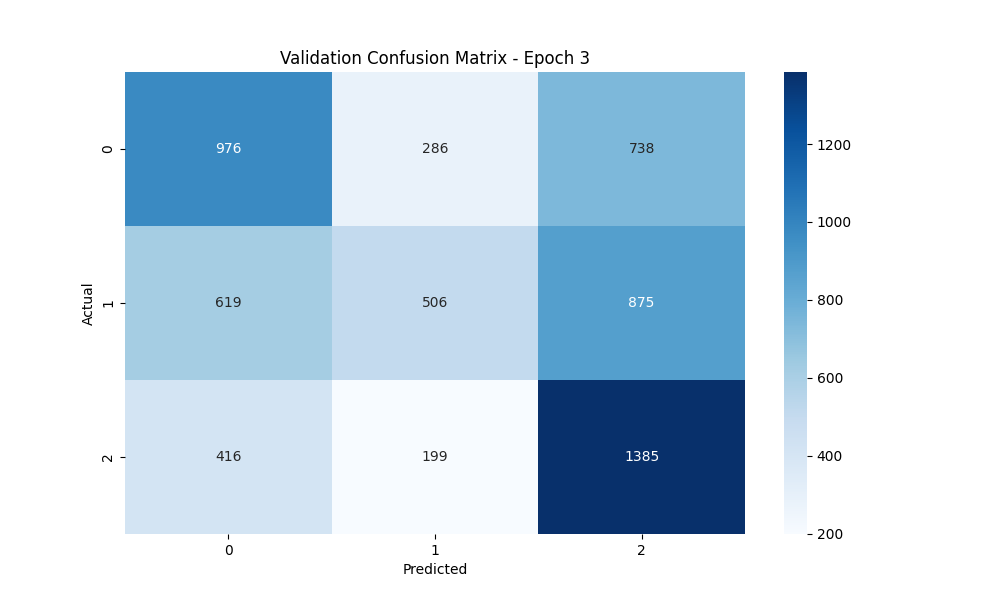 Validation Confusion Matrix - Epoch 3
0 976 286 738
1 619 506 875
2 416 199 1385
0 1 2
Actual
Predicted
1200
1000
800
600
400
200